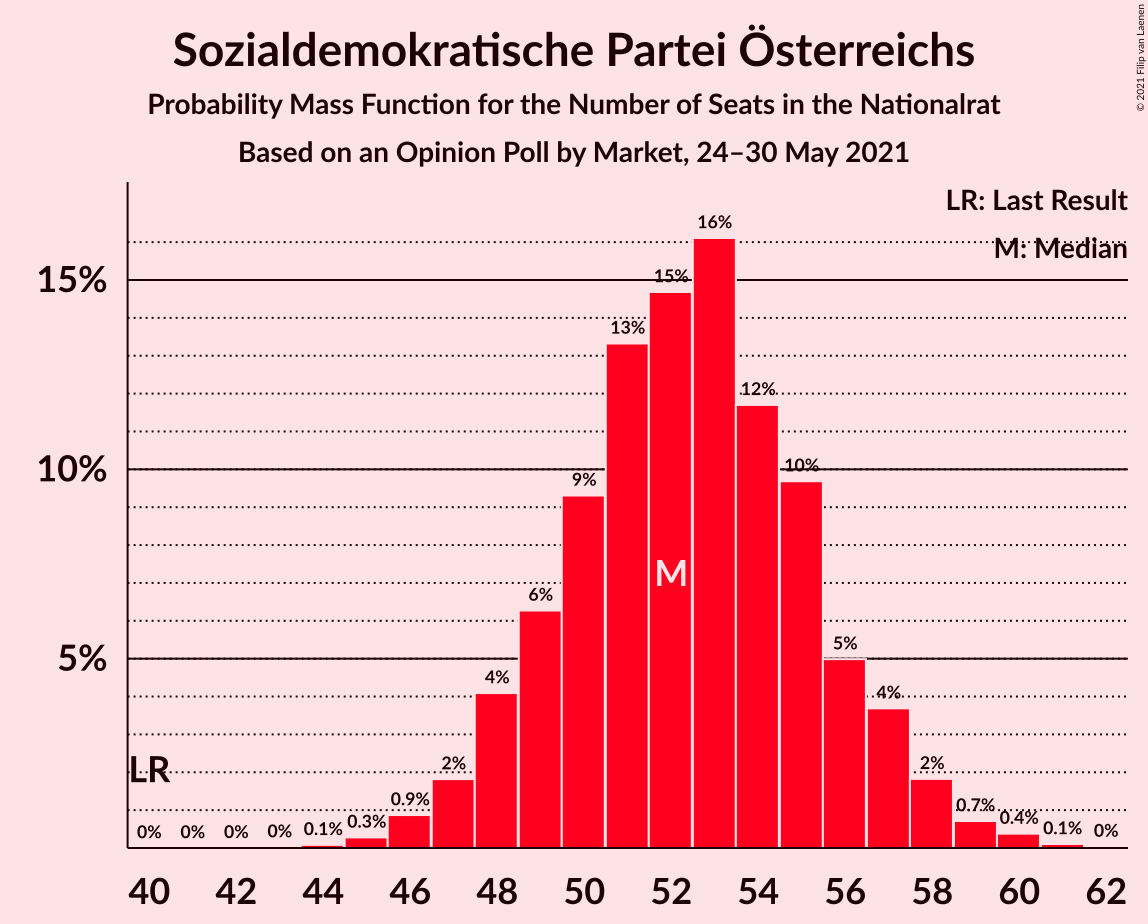 Sozialdemokratische Partei Österreichs
Probability Mass Function for the Number of Seats in the Nationalrat
Based on an Opinion Poll by Market, 24–30 May 2021
© 2021 Filip van Laenen
LR: Last Result
M: Median
15%
10%
5%
LR
M
0% 0% 0% 0% 0.1% 0.3% 0.9% 2% 4% 6% 9% 13% 15% 16% 12% 10% 5% 4% 2% 0.7% 0.4% 0.1% 0%
40 42 44 46 48 50 52 54 56 58 60 62